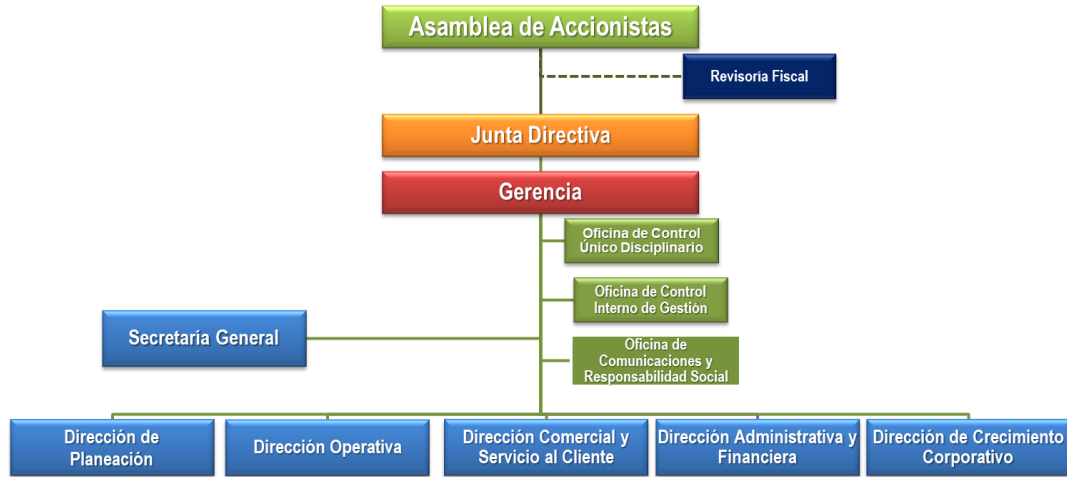 Asamblea de Accionistas
Revisoría Fiscal
Junta Directiva
Gerencia
Oficina de Control
Único Disciplinario
Oficina de Control
Interno de Gestión
Secretaría General
Oficina de
Comunicaciones y
Responsabilidad Social
Dirección de
Planeación
Dirección Operativa
Dirección Comercial y
Servicio al Cliente
Dirección Administrativa y
Financiera
Dirección de Crecimiento
Corporativo